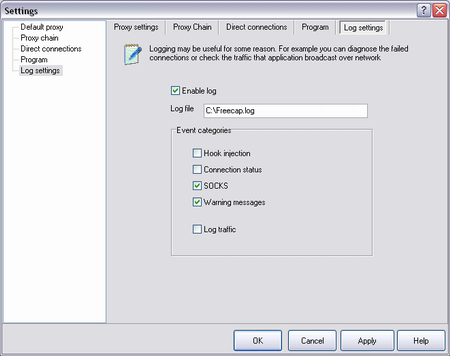 Settings
Default proxy
Proxy chain
Direct connections
Program
Log settings
Proxy settings
Proxy Chain
Direct connections
Program
Log settings
Logging may be useful for some reason. For example you can diagnose the failed
connections or check the traffic that application broadcast over network
Enable log
Log file
C:\Freecap.log
Event categories
Hook injection
Connection status
SOCKS
Warning messages
Log traffic
OK
Cancel
Apply
Help